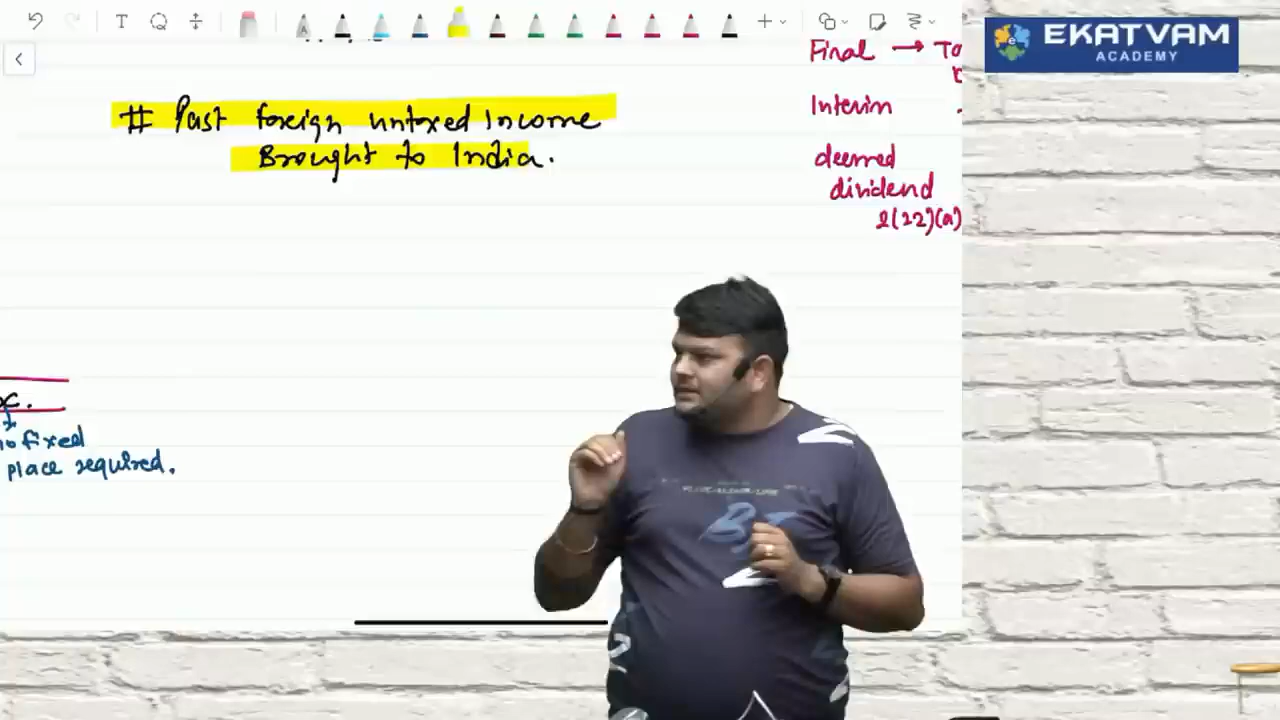 # Past foreign untaxed income
Brought to India.
Final → To
Interim
deemed
dividend
2(22)(a)
no fixed
place required.
EKATVAM
ACADEMY